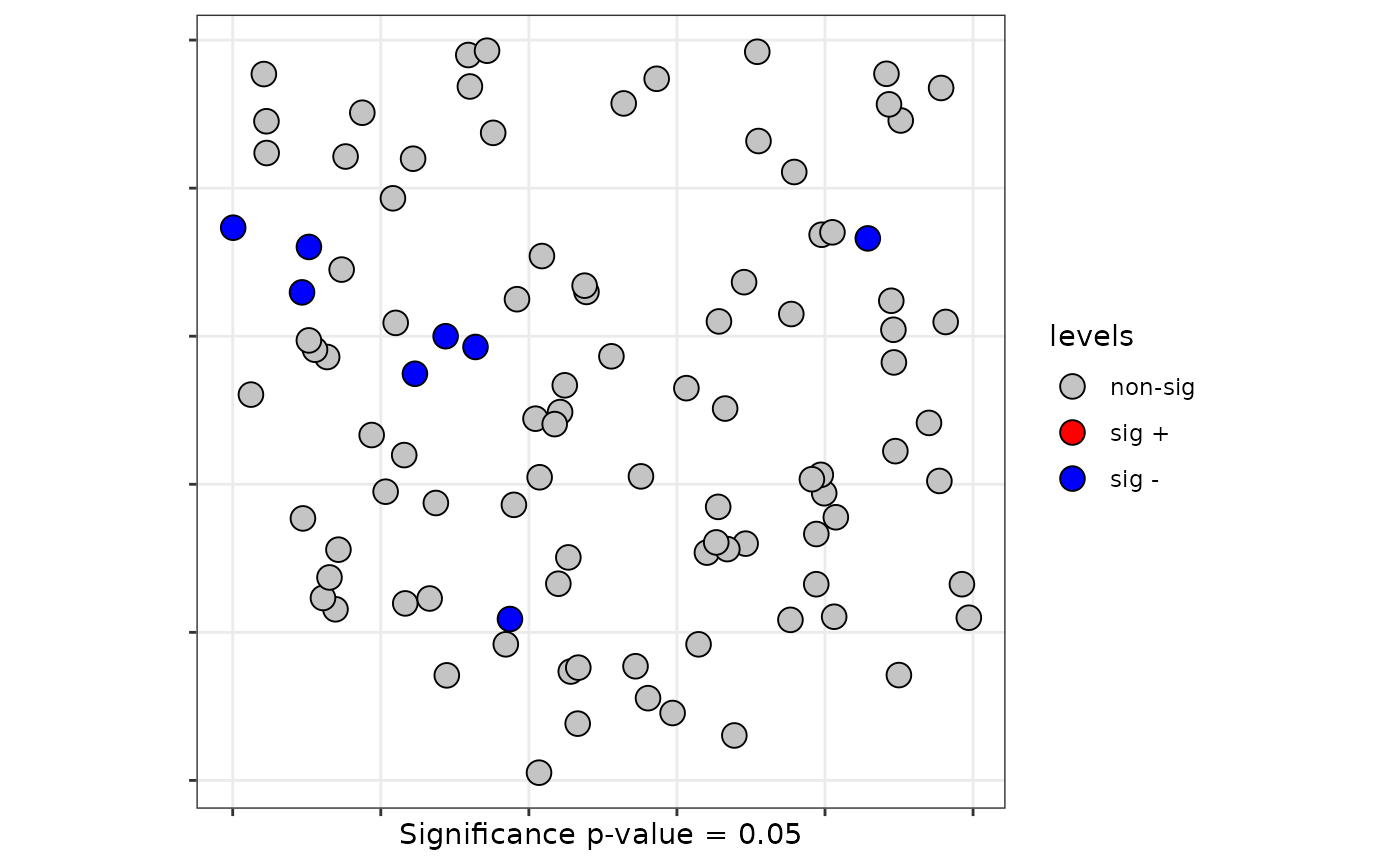 levels
non-sig
sig +
sig -
Significance p-value = 0.05